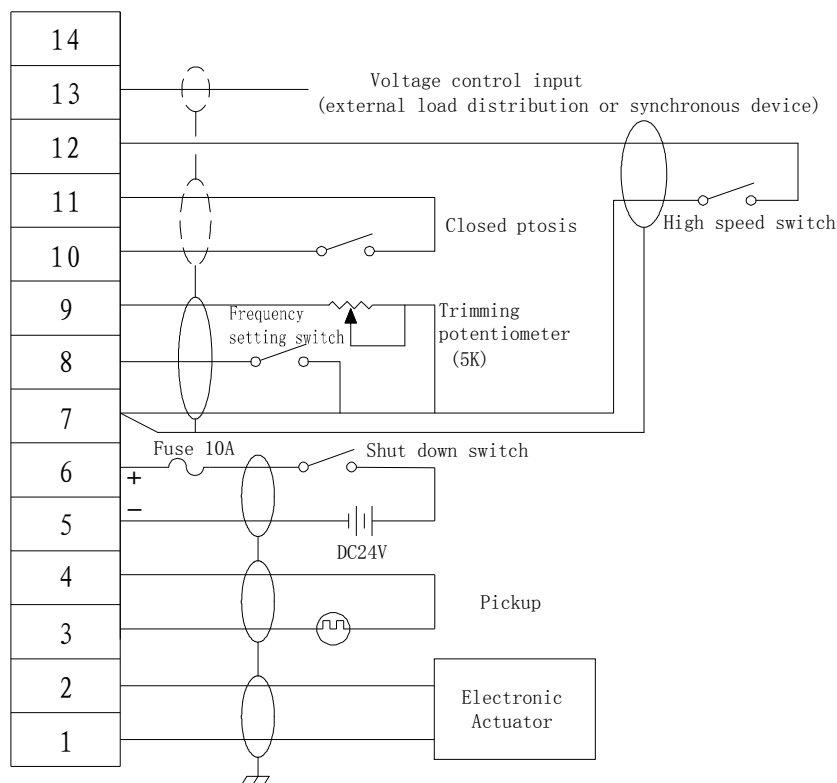 14
13
Voltage control input
(external load distribution or synchronous device)
12
11
Closed ptosis
High speed switch
10
9
Frequency
setting switch
Trimming
potentiometer
(5K)
8
7
Fuse 10A
Shut down switch
6
+
−
5
DC24V
4
Pickup
3
2
Electronic
Actuator
1